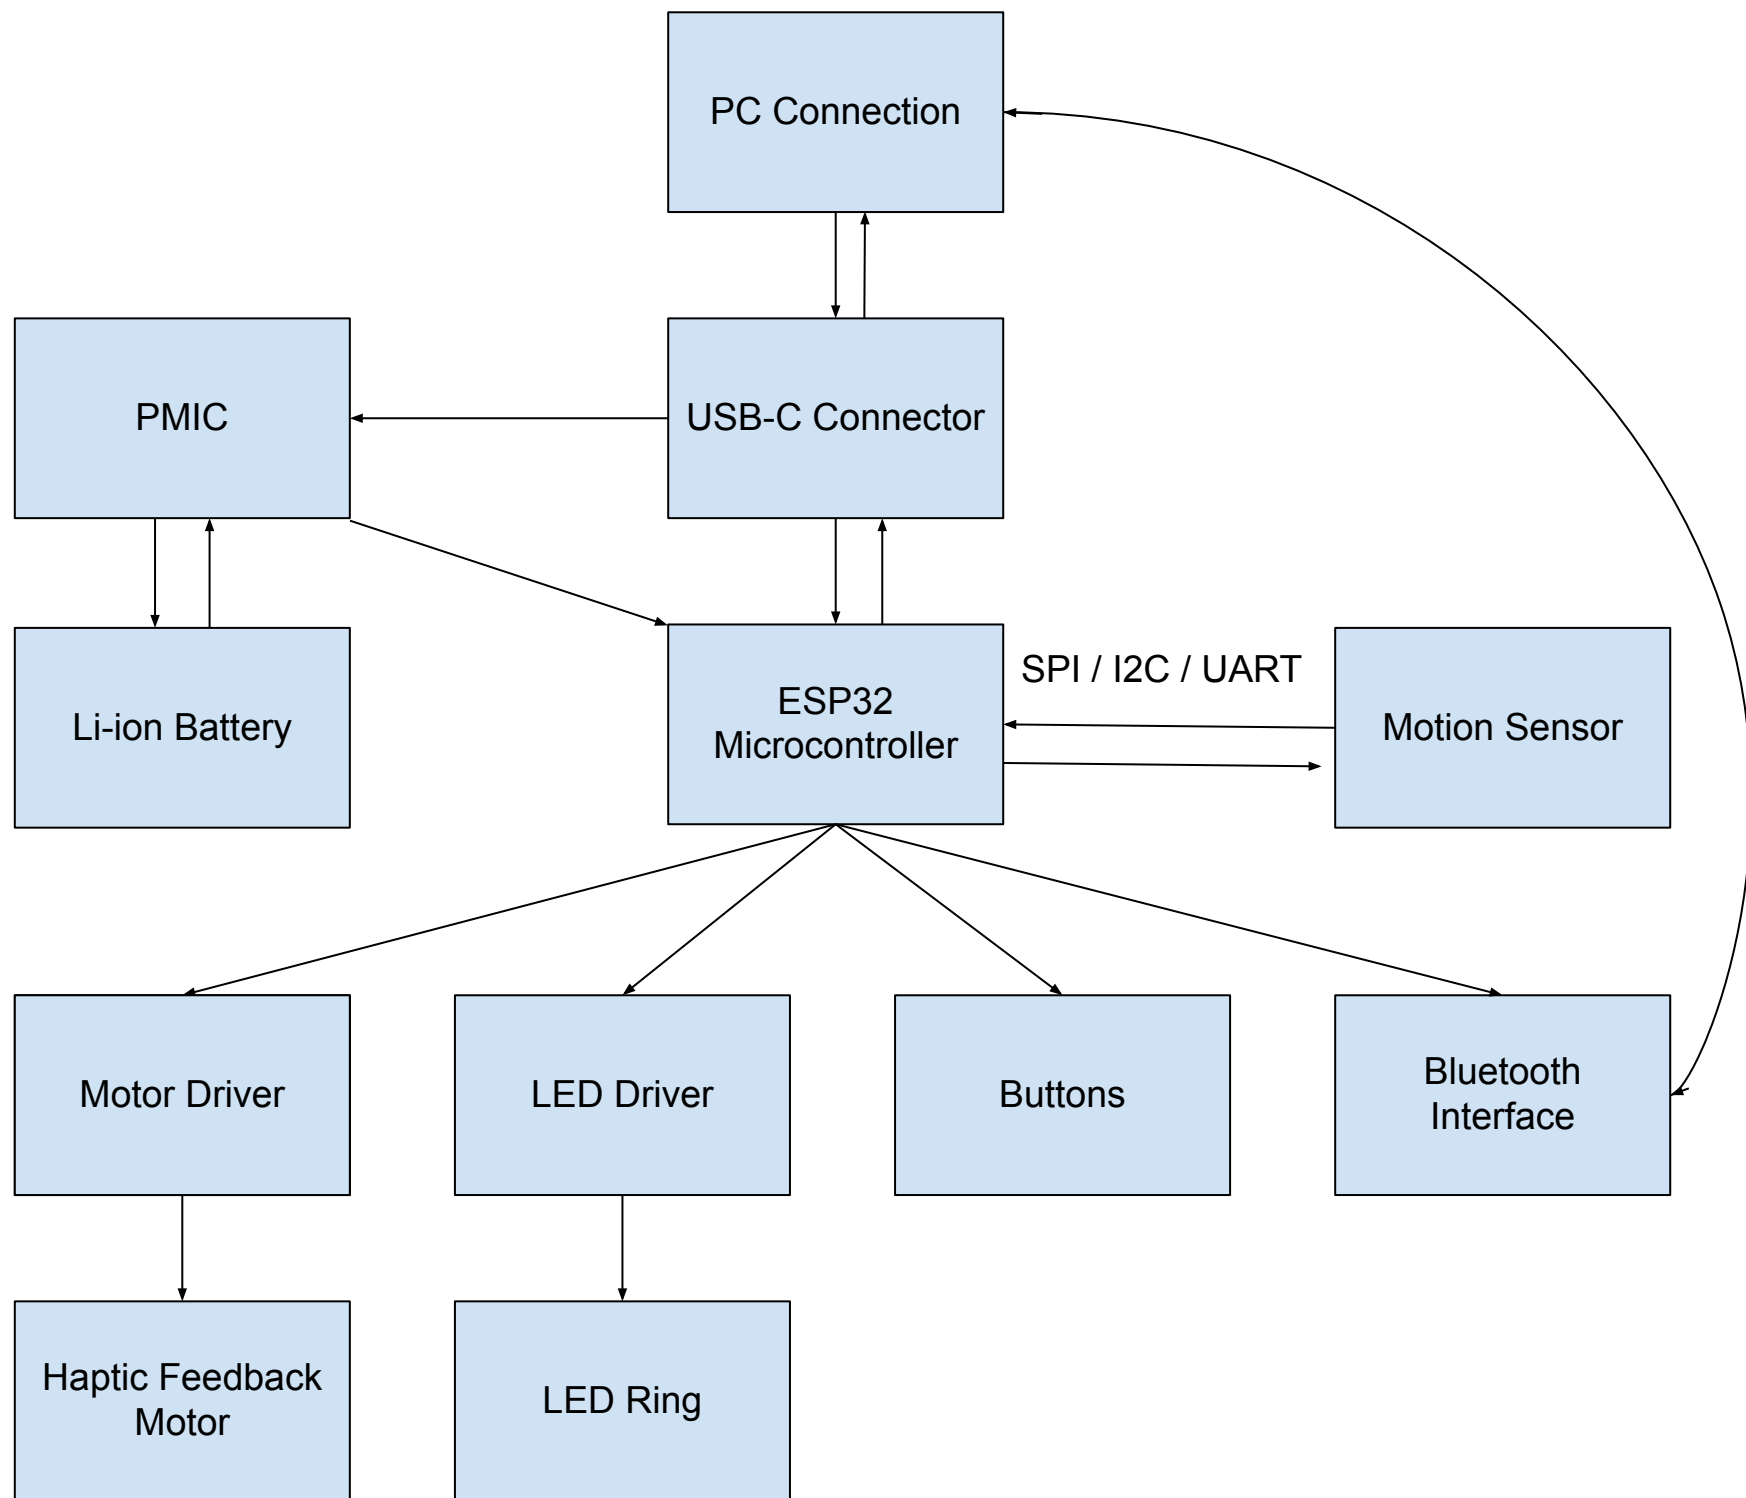 PC Connection
PMIC
USB-C Connector
Li-ion Battery
ESP32
Microcontroller
SPI / I2C / UART
Motion Sensor
Motor Driver
LED Driver
Buttons
Bluetooth
Interface
Haptic Feedback
Motor
LED Ring